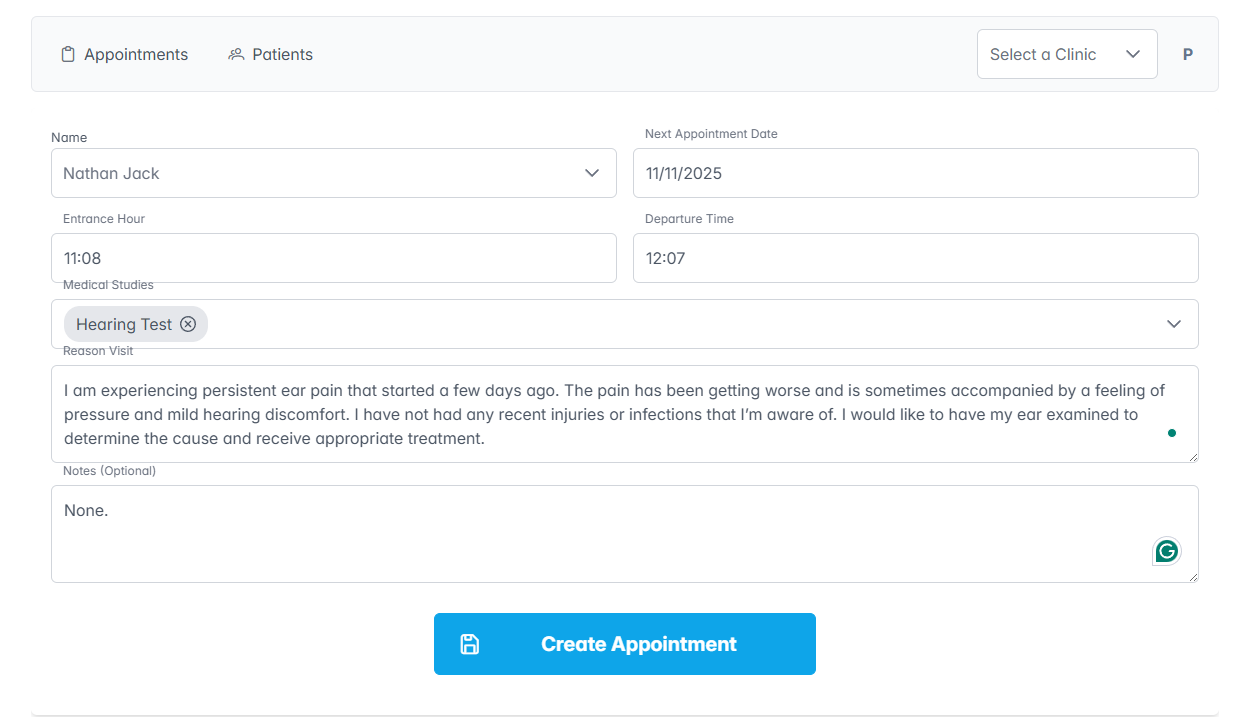 Appointments
Patients
Select a Clinic
P
Name
Next Appointment Date
Nathan Jack
11/11/2025
Entrance Hour
Departure Time
11:08
12:07
Medical Studies
Hearing Test
Reason Visit
I am experiencing persistent ear pain that started a few days ago. The pain has been getting worse and is sometimes accompanied by a feeling of
pressure and mild hearing discomfort. I have not had any recent injuries or infections that I’m aware of. I would like to have my ear examined to
determine the cause and receive appropriate treatment.
Notes (Optional)
None.
G
Create Appointment